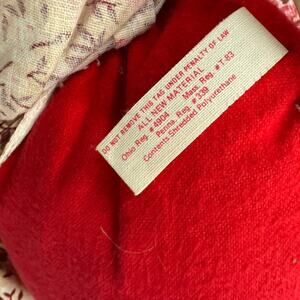 DO NOT REMOVE THIS TAG UNDER PENALTY OF LAW
ALL NEW MATERIAL
Ohio Reg. #4904 Mass. Reg. #T-83
Penna. Reg. #339
Contents Shredded Polyurethane